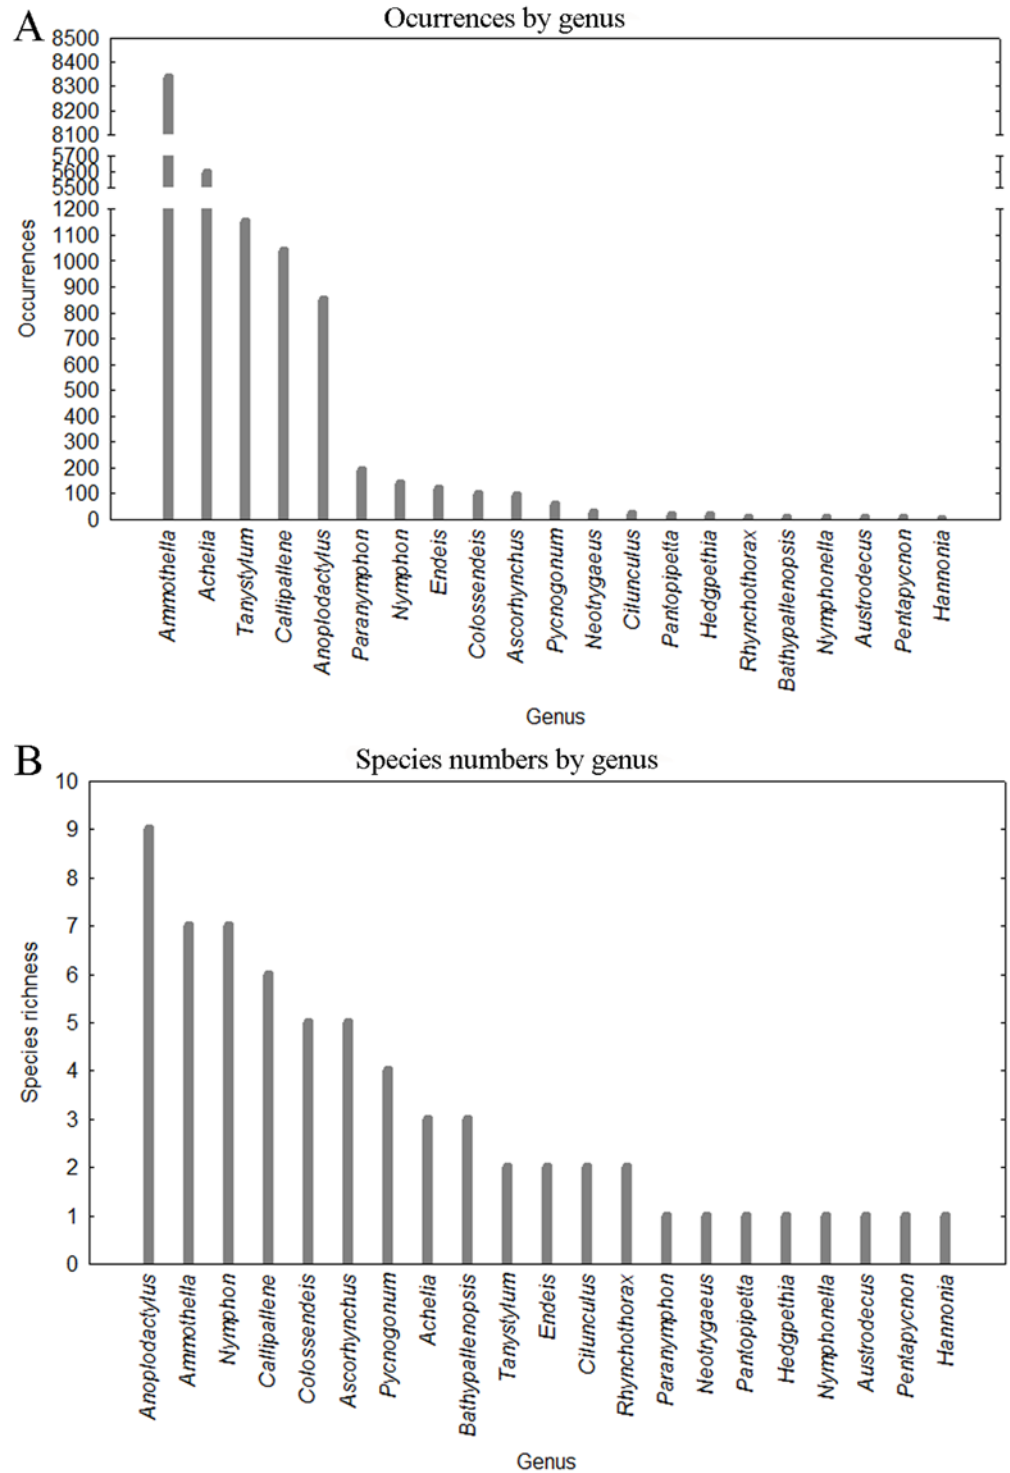 A
Ocurrences by genus
8500
8400
8300
8200
8100
5700
5600
5500
1200
1100
1000
900
800
700
600
500
400
300
200
100
0
Occurrences
Ammothella
Achelia
Tanystylum
Callipallene
Anoplodactylus
Paranymphon
Nymphon
Endeis
Colossendeis
Ascorhynchus
Pycnogonum
Neotrygaeus
Cilunculus
Pantopipetta
Hedgpethia
Rhynchothorax
Bathypallenopsis
Nymphonella
Austrodecus
Pentapycnon
Hannonia
Genus
B
Species numbers by genus
10
9
8
7
6
5
4
3
2
1
0
Species richness
Anoplodactylus
Ammothella
Nymphon
Callipallene
Colossendeis
Ascorhynchus
Pycnogonum
Achelia
Bathypallenopsis
Tanystylum
Endeis
Cilunculus
Rhynchothorax
Paranymphon
Neotrygaeus
Pantopipetta
Hedgpethia
Nymphonella
Austrodecus
Pentapycnon
Hannonia
Genus